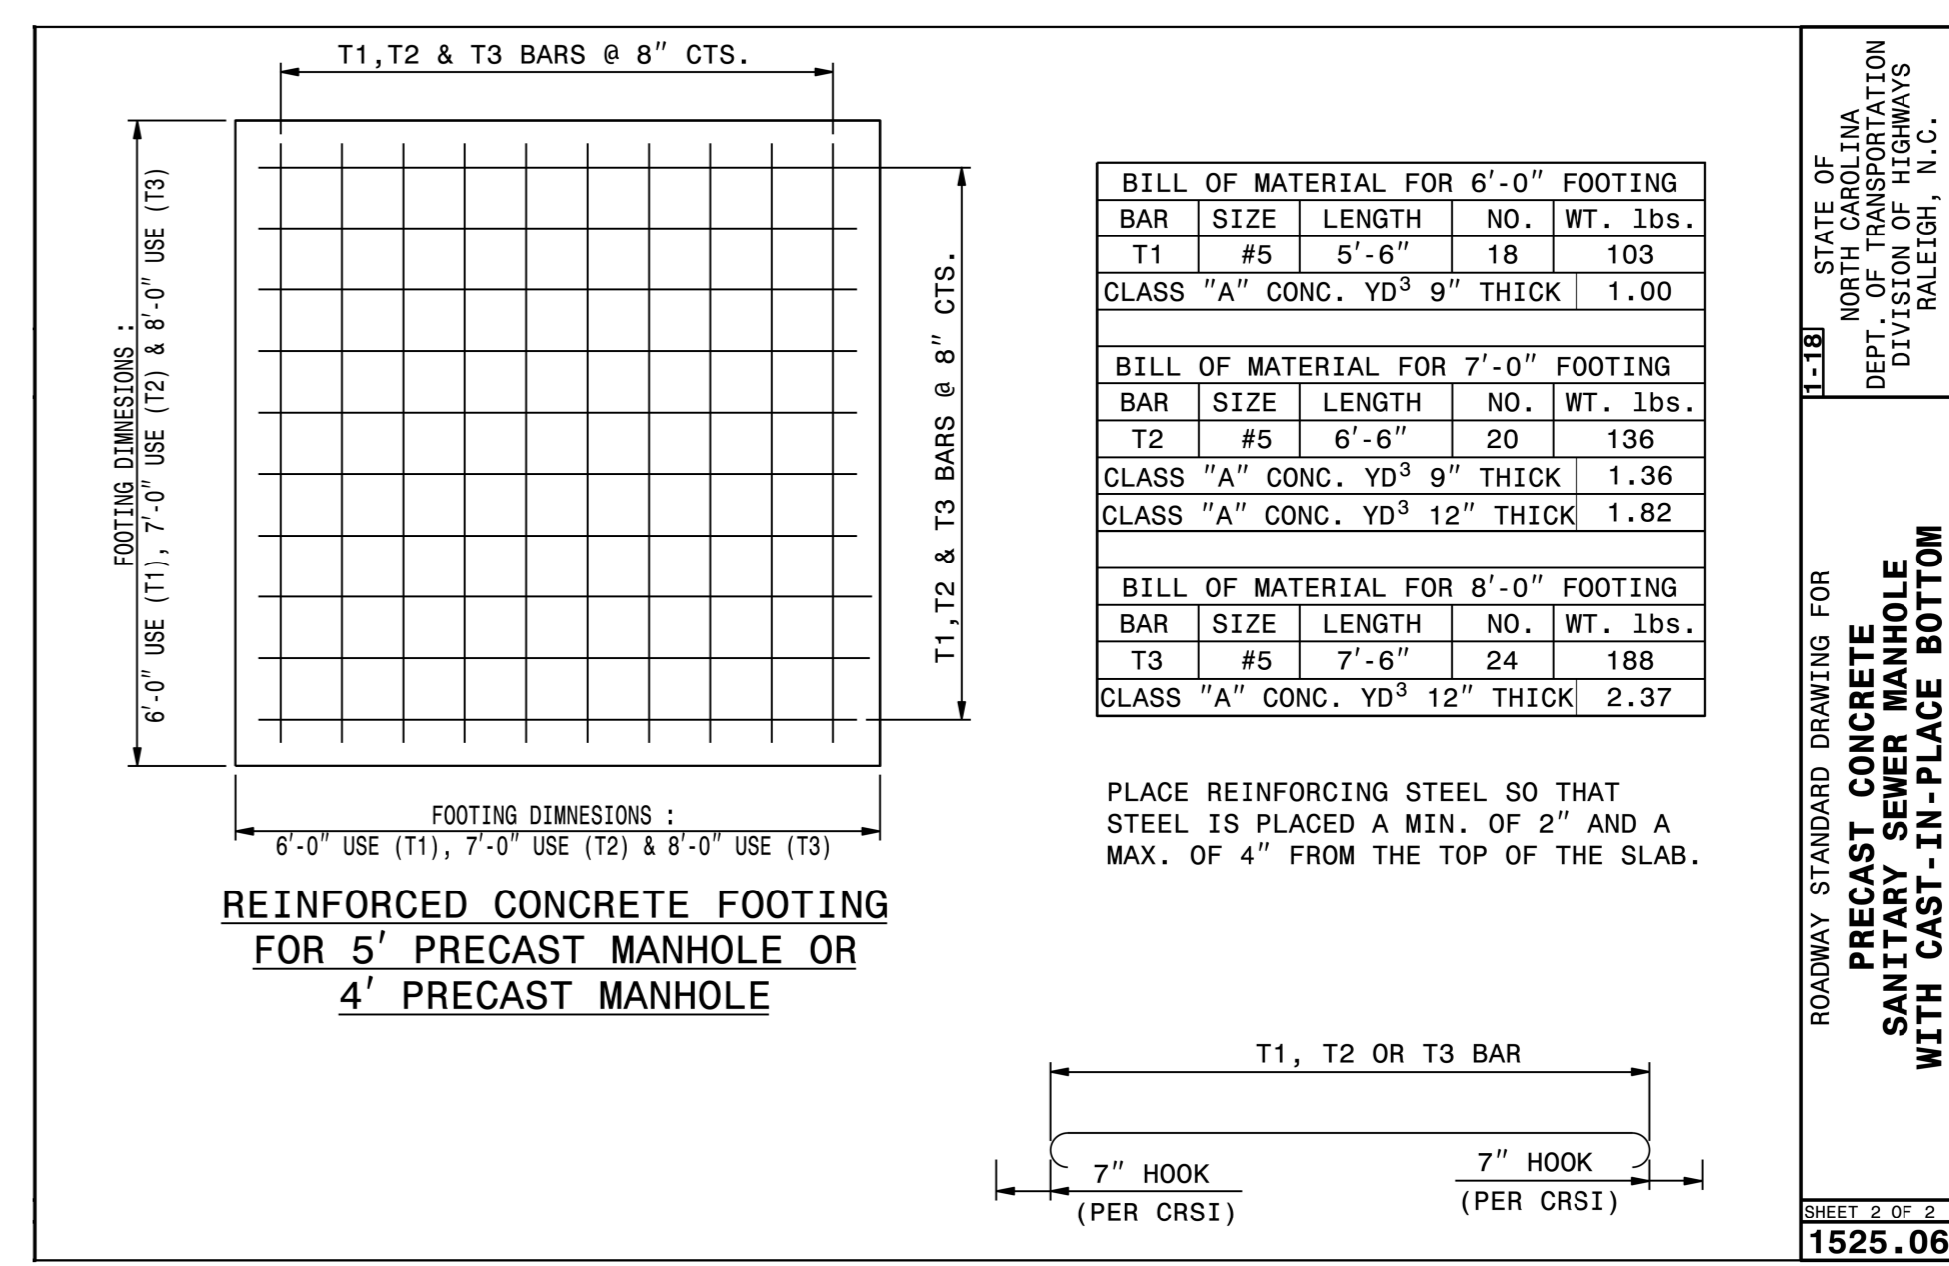 T1,T2 & T3 BARS @ 8" CTS.
FOOTING DIMNESIONS :
6'-0" USE (T1), 7'-0" USE (T2) & 8'-0" USE (T3)
T1,T2 & T3 BARS @ 8" CTS.
FOOTING DIMNESIONS :
6'-0" USE (T1), 7'-0" USE (T2) & 8'-0" USE (T3)
REINFORCED CONCRETE FOOTING
FOR 5' PRECAST MANHOLE OR
4' PRECAST MANHOLE
BILL OF MATERIAL FOR 6'-0" FOOTING
BAR SIZE LENGTH NO. WT. lbs.
T1 #5 5'-6" 18 103
CLASS "A" CONC. YD³ 9" THICK 1.00
BILL OF MATERIAL FOR 7'-0" FOOTING
BAR SIZE LENGTH NO. WT. lbs.
T2 #5 6'-6" 20 136
CLASS "A" CONC. YD³ 9" THICK 1.36
CLASS "A" CONC. YD³ 12" THICK 1.82
BILL OF MATERIAL FOR 8'-0" FOOTING
BAR SIZE LENGTH NO. WT. lbs.
T3 #5 7'-6" 24 188
CLASS "A" CONC. YD³ 12" THICK 2.37
PLACE REINFORCING STEEL SO THAT
STEEL IS PLACED A MIN. OF 2" AND A
MAX. OF 4" FROM THE TOP OF THE SLAB.
T1, T2 OR T3 BAR
7" HOOK
(PER CRSI)
7" HOOK
(PER CRSI)
1-18
STATE OF
NORTH CAROLINA
DEPT. OF TRANSPORTATION
DIVISION OF HIGHWAYS
RALEIGH, N.C.
ROADWAY STANDARD DRAWING FOR
PRECAST CONCRETE
SANITARY SEWER MANHOLE
WITH CAST-IN-PLACE BOTTOM
SHEET 2 OF 2
1525.06